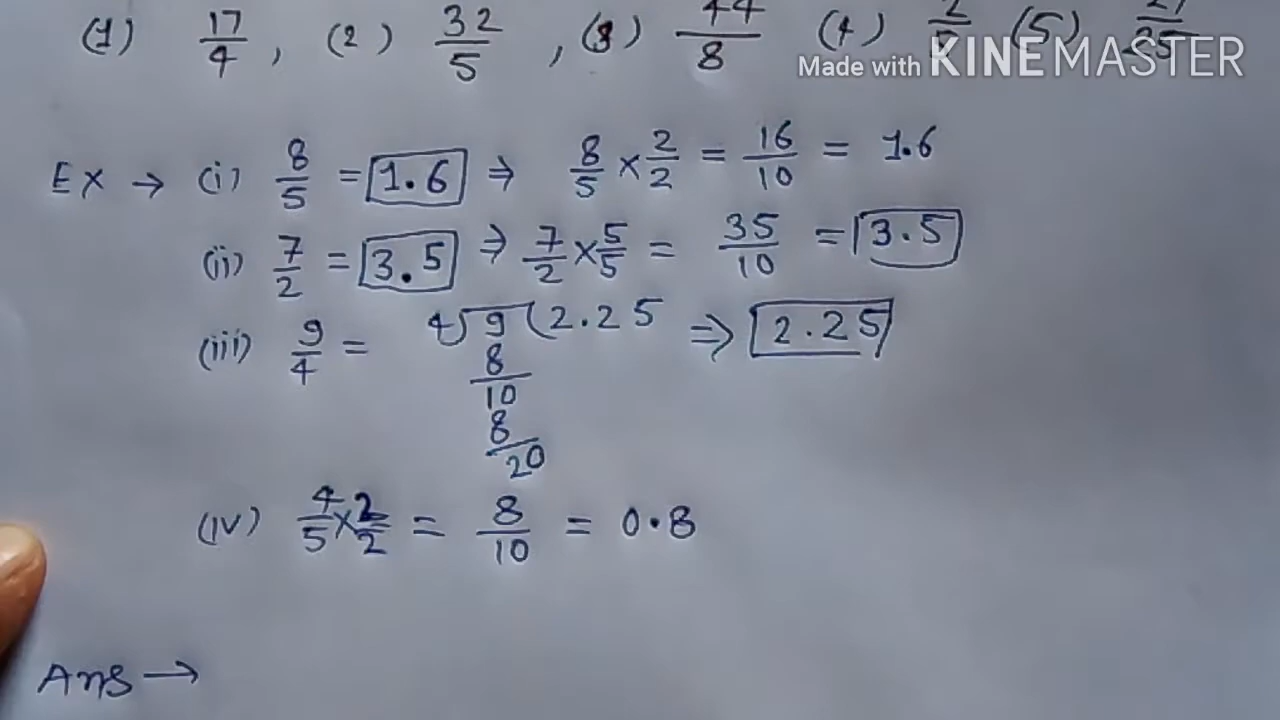 (1) 17/4 , (2) 32/5 , (3) 44/8 (4) (5)
Made with KINEMASTER
Ex → (i) 8/5 = 1.6 ⇒ 8/5 × 2/2 = 16/10 = 1.6
(ii) 7/2 = 3.5 ⇒ 7/2 × 5/5 = 35/10 = 3.5
(iii) 9/4 = 4 9 (2.25 ⇒ 2.25
8
10
8
20
(iv) 4/5 × 2/2 = 8/10 = 0.8
Ans →